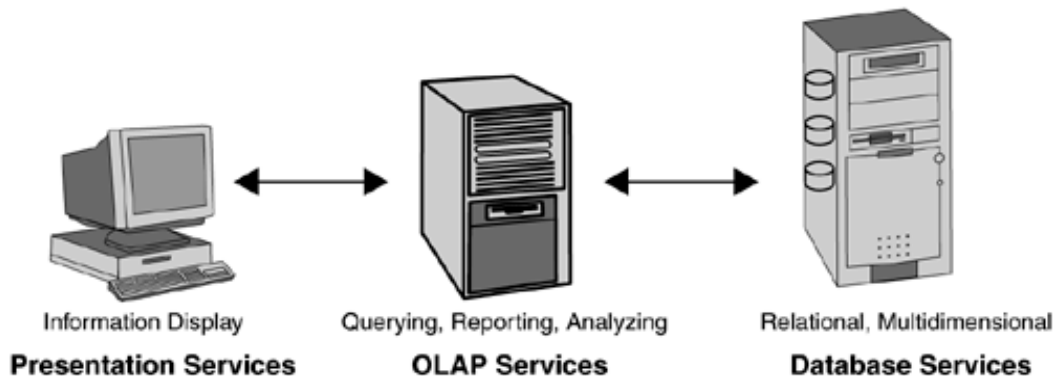 Information Display
Querying, Reporting, Analyzing
Relational, Multidimensional
Presentation Services
OLAP Services
Database Services